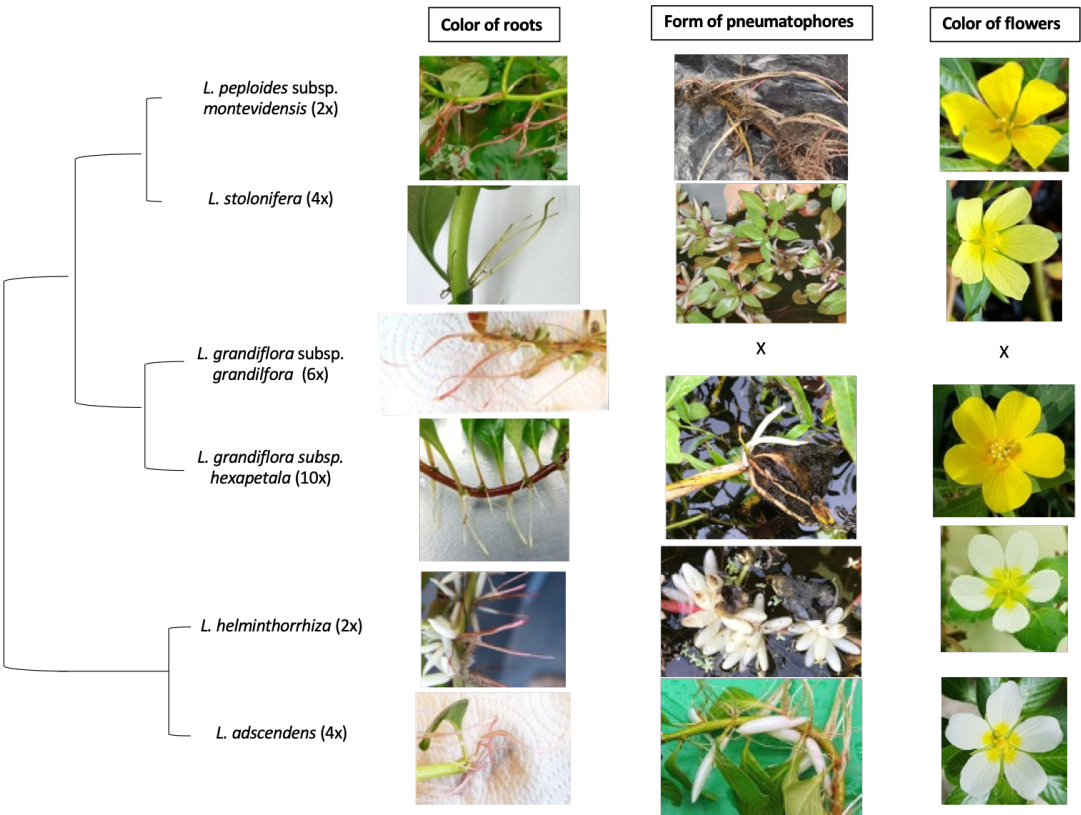 Color of roots
Form of pneumatophores
Color of flowers
L. peploides subsp.
montevidensis (2x)
L. stolonifera (4x)
L. grandiflora subsp.
grandilfora (6x)
X
X
L. grandiflora subsp.
hexapetala (10x)
L. helminthorrhiza (2x)
L. adscendens (4x)